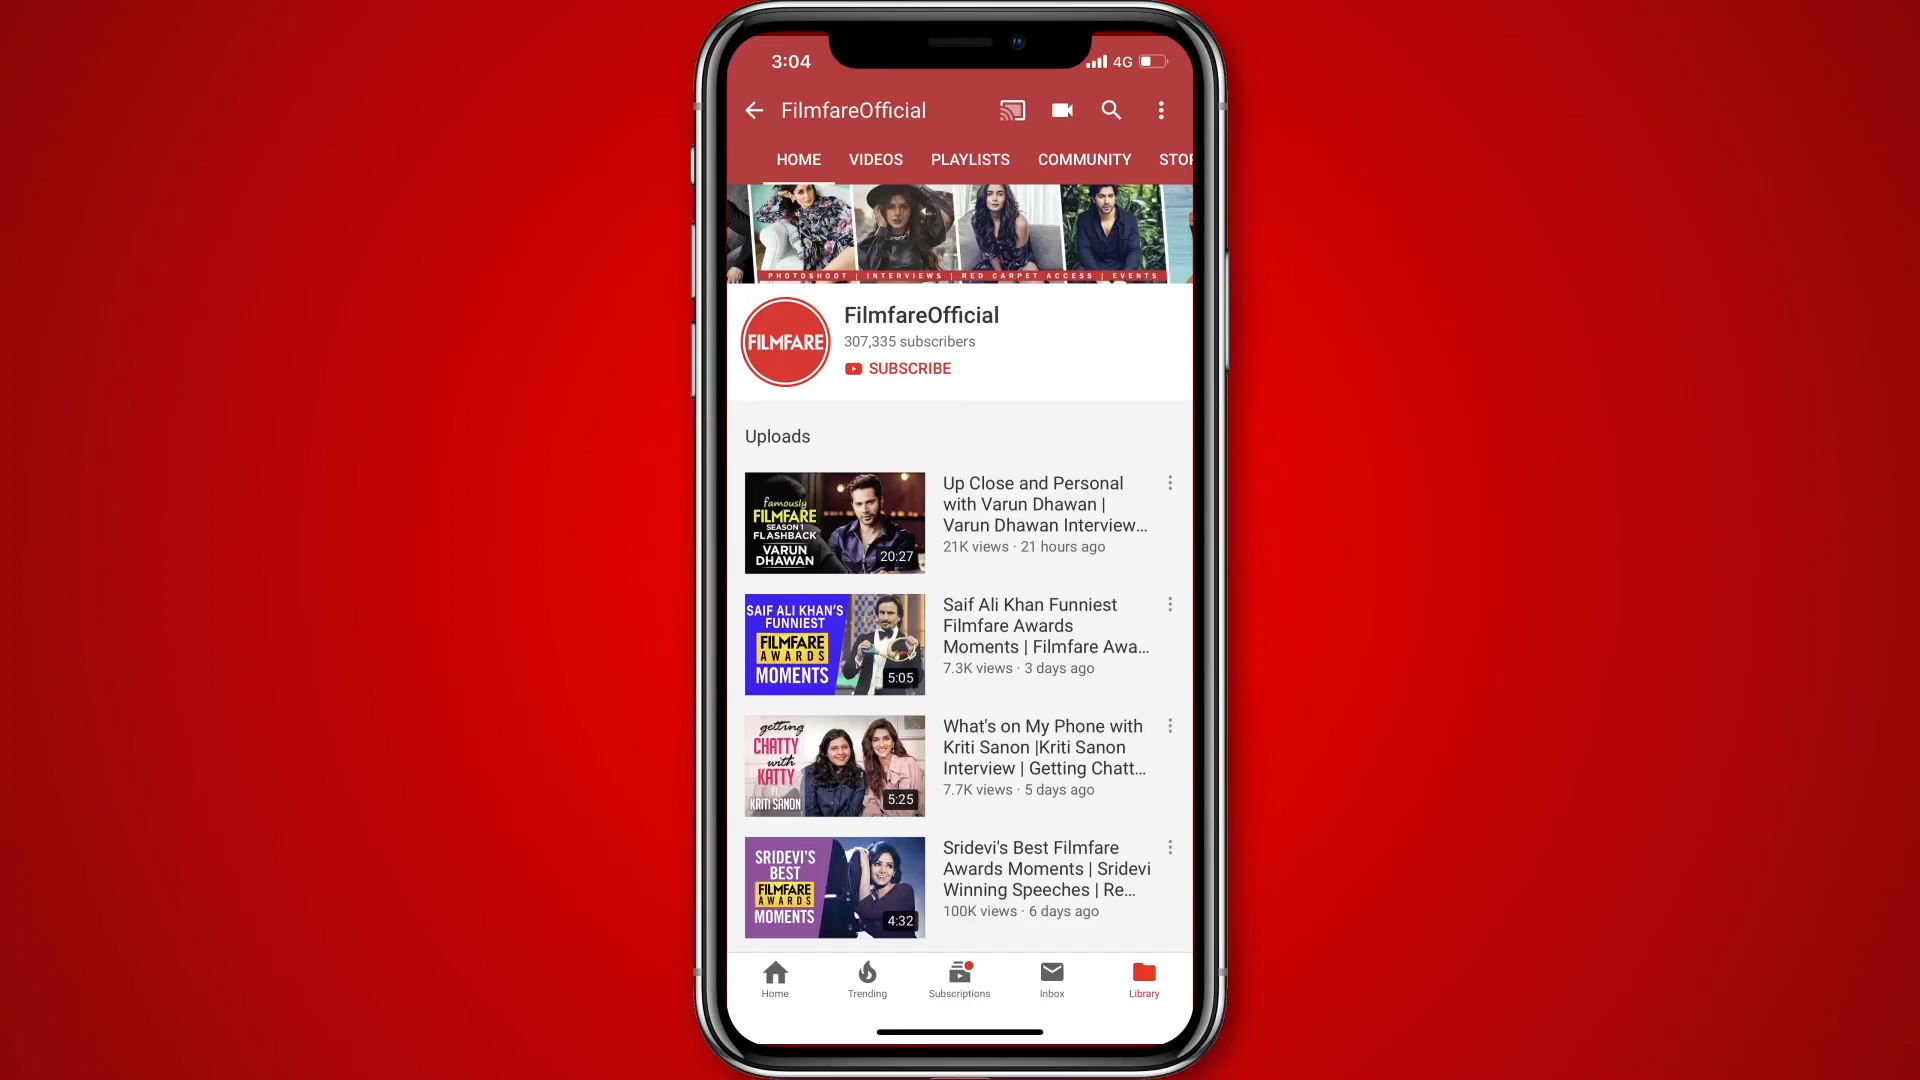 3:04
4G
FilmfareOfficial
HOME VIDEOS PLAYLISTS COMMUNITY STOR
PHOTOSHOOT | INTERVIEWS | RED CARPET ACCESS | EVENTS
FILMFARE
FilmfareOfficial
307,335 subscribers
SUBSCRIBE
Uploads
famously
FILMFARE
SEASON 1
FLASHBACK
VARUN
DHAWAN
20:27
Up Close and Personal
with Varun Dhawan |
Varun Dhawan Interview...
21K views · 21 hours ago
SAIF ALI KHAN'S
FUNNIEST
FILMFARE
AWARDS
MOMENTS
5:05
Saif Ali Khan Funniest
Filmfare Awards
Moments | Filmfare Awa...
7.3K views · 3 days ago
getting
CHATTY
with
KATTY
FT.
KRITI SANON
5:25
What's on My Phone with
Kriti Sanon |Kriti Sanon
Interview | Getting Chatt...
7.7K views · 5 days ago
SRIDEVI'S
BEST
FILMFARE
AWARDS
MOMENTS
4:32
Sridevi's Best Filmfare
Awards Moments | Sridevi
Winning Speeches | Re...
100K views · 6 days ago
Home Trending Subscriptions Inbox Library